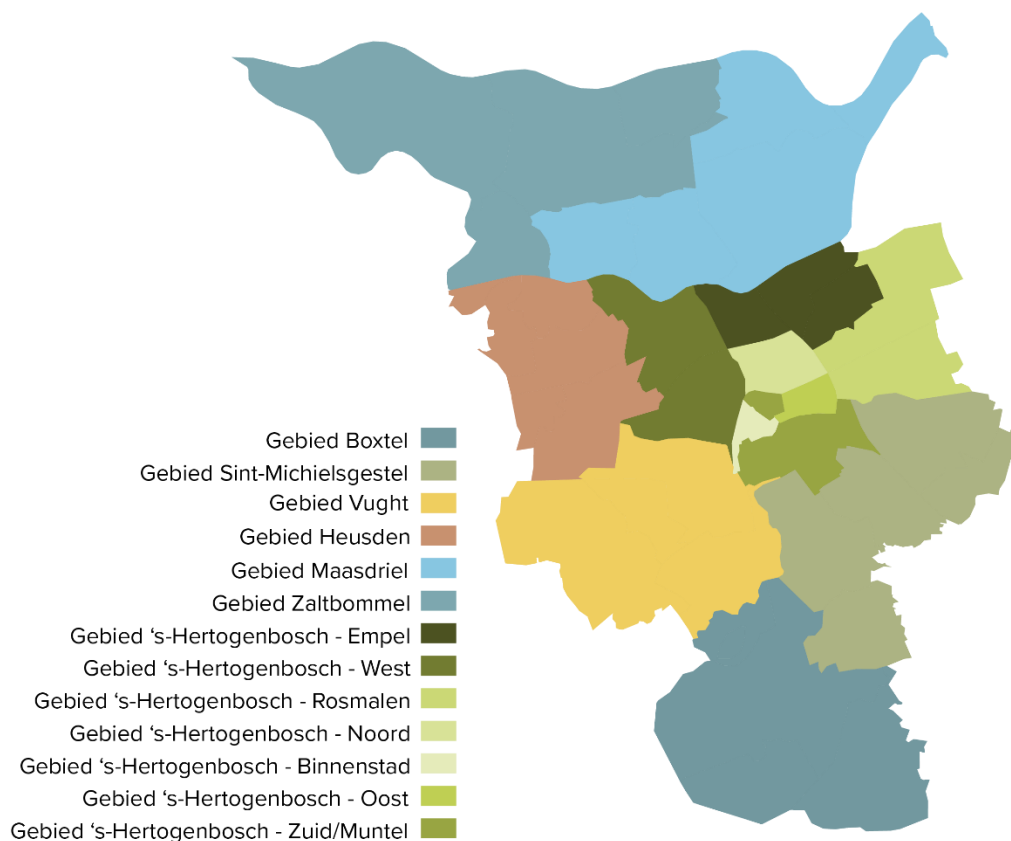 Gebied Boxtel
Gebied Sint-Michielsgestel
Gebied Vught
Gebied Heusden
Gebied Maasdriel
Gebied Zaltbommel
Gebied ‘s-Hertogenbosch - Empel
Gebied ‘s-Hertogenbosch - West
Gebied ‘s-Hertogenbosch - Rosmalen
Gebied ‘s-Hertogenbosch - Noord
Gebied ‘s-Hertogenbosch - Binnenstad
Gebied ‘s-Hertogenbosch - Oost
Gebied ‘s-Hertogenbosch - Zuid/Muntel